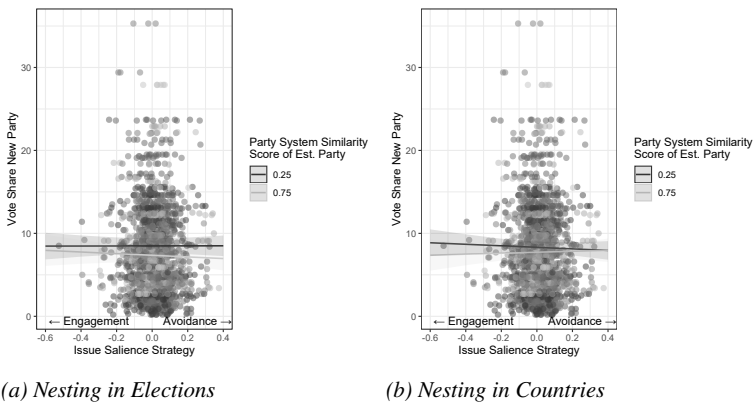 30
20
10
0
-0.6 -0.4 -0.2 0.0 0.2 0.4
← Engagement Avoidance →
Issue Salience Strategy
Vote Share New Party
Party System Similarity
Score of Est. Party
0.25
0.75
(a) Nesting in Elections
30
20
10
0
-0.6 -0.4 -0.2 0.0 0.2 0.4
← Engagement Avoidance →
Issue Salience Strategy
Vote Share New Party
Party System Similarity
Score of Est. Party
0.25
0.75
(b) Nesting in Countries